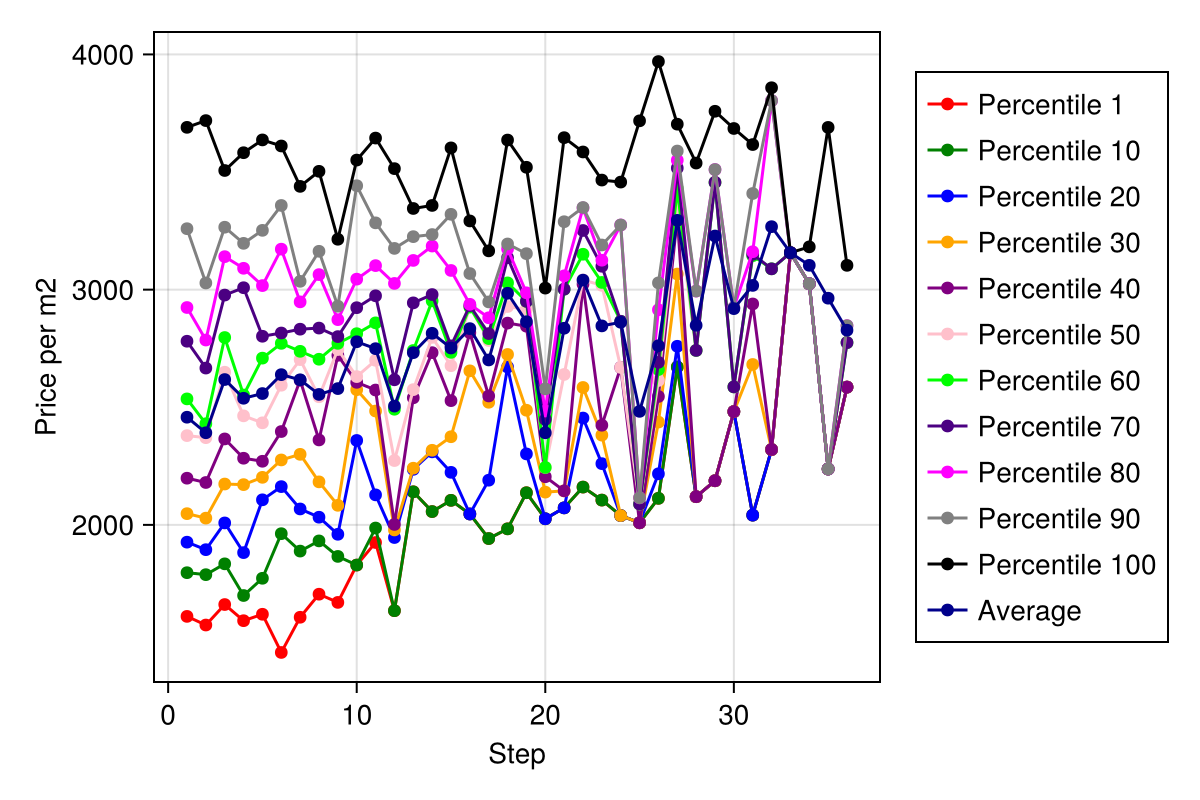 4000
3000
2000
Price per m2
0
10
20
30
Step
Percentile 1
Percentile 10
Percentile 20
Percentile 30
Percentile 40
Percentile 50
Percentile 60
Percentile 70
Percentile 80
Percentile 90
Percentile 100
Average